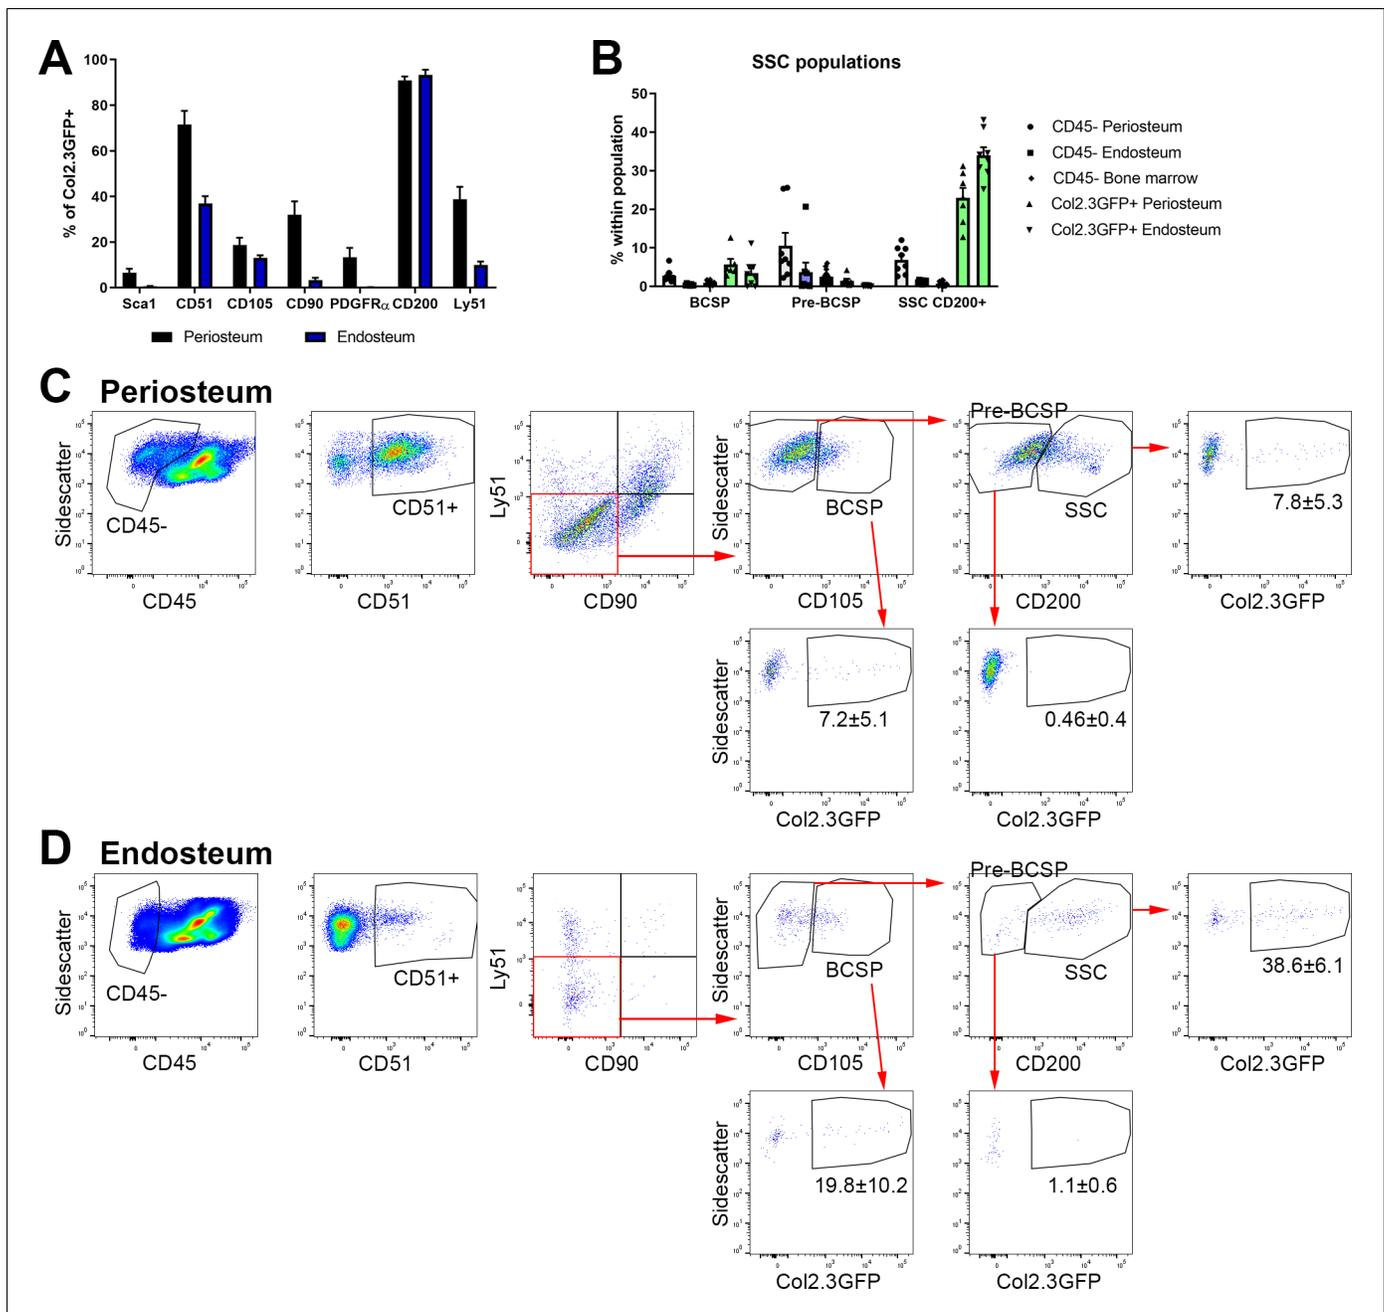 A
100
80
60
40
20
0
% of Col2.3GFP+
Sca1 CD51 CD105 CD90 PDGFRα CD200 Ly51
Periosteum Endosteum
B
SSC populations
50
40
30
20
10
0
% within population
BCSP Pre-BCSP SSC CD200+
CD45- Periosteum
CD45- Endosteum
CD45- Bone marrow
Col2.3GFP+ Periosteum
Col2.3GFP+ Endosteum
C Periosteum
Sidescatter
CD45-
CD45
CD51+
CD51
Ly51
CD90
Sidescatter
BCSP
CD105
Pre-BCSP
SSC
CD200
7.8±5.3
Col2.3GFP
Sidescatter
7.2±5.1
Col2.3GFP
0.46±0.4
Col2.3GFP
D Endosteum
Sidescatter
CD45-
CD45
CD51+
CD51
Ly51
CD90
Sidescatter
BCSP
CD105
Pre-BCSP
SSC
CD200
38.6±6.1
Col2.3GFP
Sidescatter
19.8±10.2
Col2.3GFP
1.1±0.6
Col2.3GFP